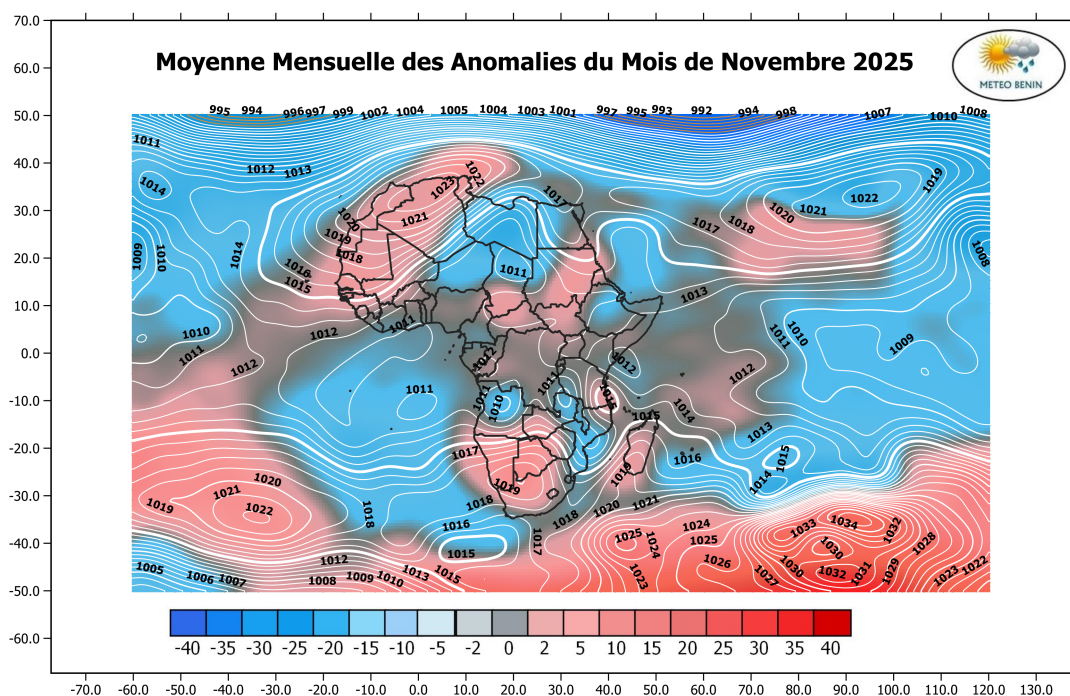 70.0
60.0
50.0
40.0
30.0
20.0
10.0
0.0
-10.0
-20.0
-30.0
-40.0
-50.0
-60.0
Moyenne Mensuelle des Anomalies du Mois de Novembre 2025
METEO BENIN
995 994 996 997 999 1002 1004 1005 1004 1003 1001 997 995 993 992 994 998 1007 1010 1008
1011 1012 1013 1022 1019
1014 1023 1017 1022
1020 1021 1020 1021
1009 1010 1014 1019 1018 1017 1018 1008
1016 1015 1011 1013
1010 1012 1011 1011 1010 1009
1011 1012 1012 1012 1012
1011 1011 1010 1011 1015 1014
1015 1013
1017 1016 1015
1020 1019 1019 1014
1019 1021 1022 1018 1018 1016 1018 1020 1021 1024 1033 1034 1032
1015 1017 1025 1024 1025 1030 1028
1005 1006 1007 1012 1008 1009 1010 1013 1015 1023 1026 1027 1030 1032 1031 1029 1023 1022
-40 -35 -30 -25 -20 -15 -10 -5 -2 0 2 5 10 15 20 25 30 35 40
-70.0 -60.0 -50.0 -40.0 -30.0 -20.0 -10.0 0.0 10.0 20.0 30.0 40.0 50.0 60.0 70.0 80.0 90.0 100.0 110.0 120.0 130.0